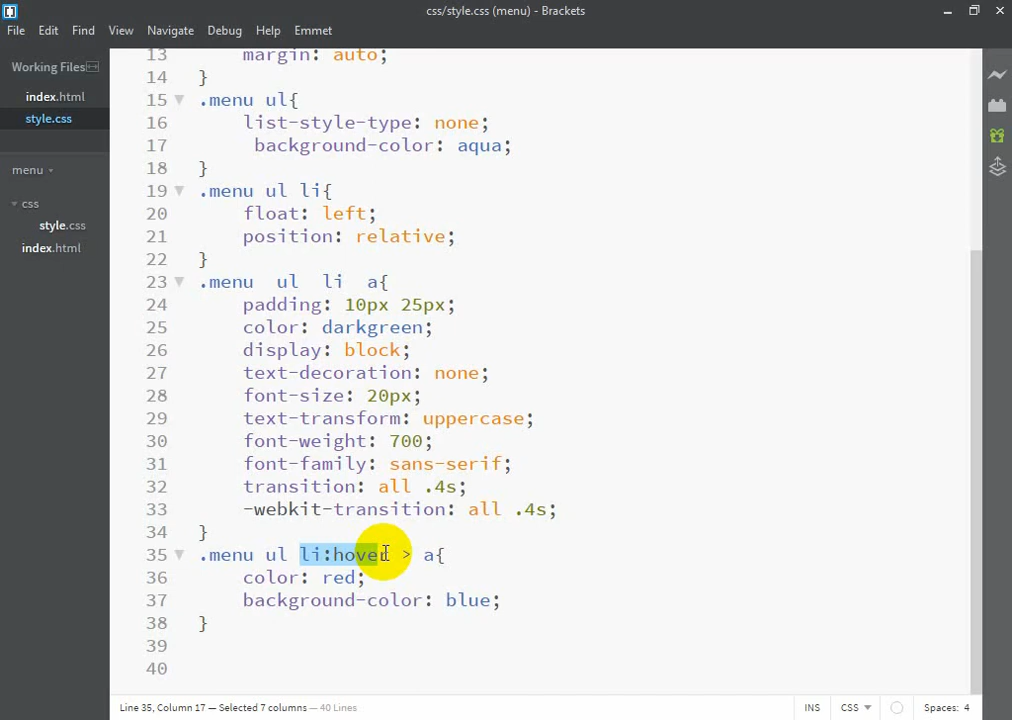 css/style.css (menu) - Brackets
File Edit Find View Navigate Debug Help Emmet
Working Files
index.html
style.css
menu
css
style.css
index.html
13 margin: auto;
14 }
15 .menu ul{
16 list-style-type: none;
17 background-color: aqua;
18 }
19 .menu ul li{
20 float: left;
21 position: relative;
22 }
23 .menu ul li a{
24 padding: 10px 25px;
25 color: darkgreen;
26 display: block;
27 text-decoration: none;
28 font-size: 20px;
29 text-transform: uppercase;
30 font-weight: 700;
31 font-family: sans-serif;
32 transition: all .4s;
33 -webkit-transition: all .4s;
34 }
35 .menu ul li:hover > a{
36 color: red;
37 background-color: blue;
38 }
39
40
Line 35, Column 17 — Selected 7 columns — 40 Lines
INS CSS Spaces: 4